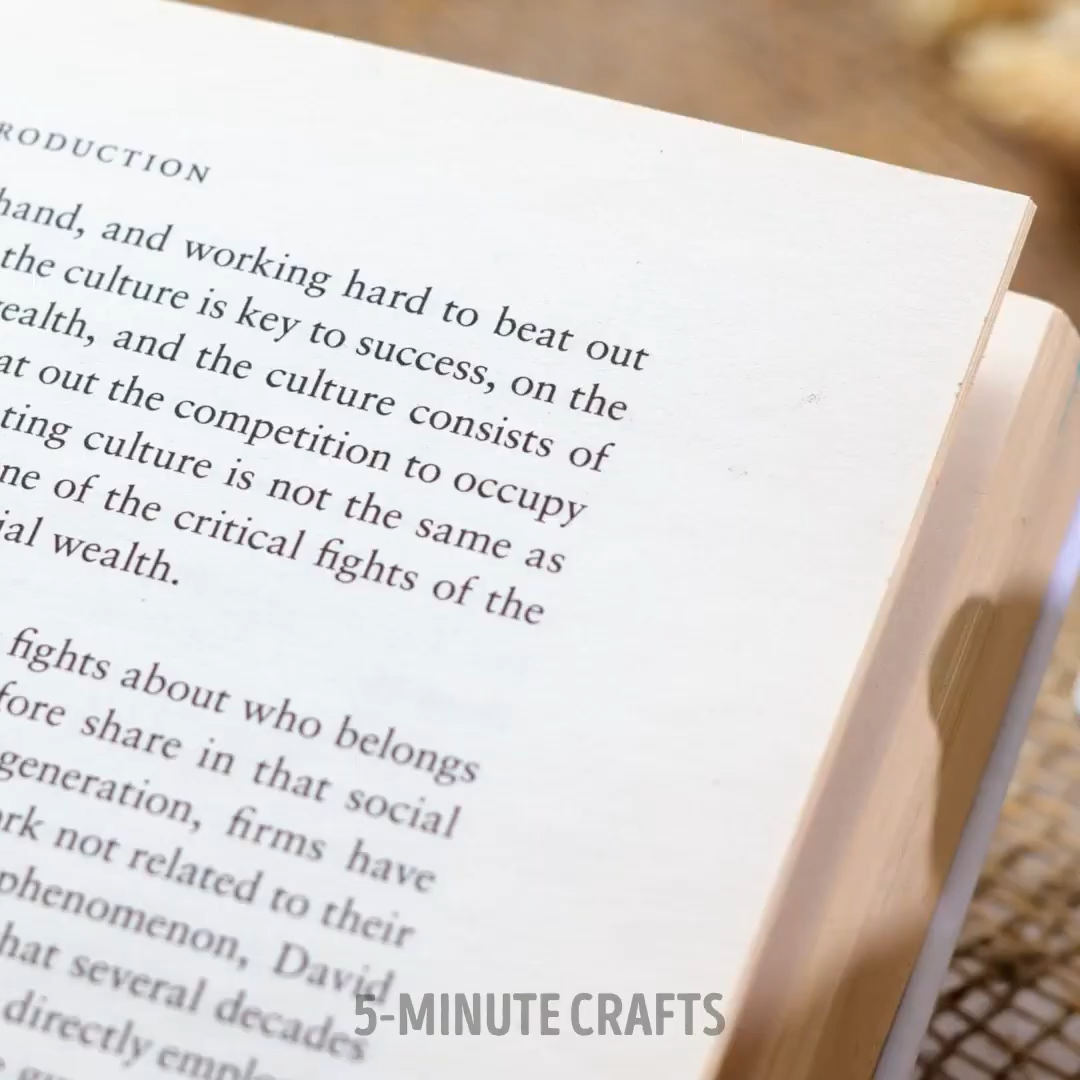 RODUCTION
hand, and working hard to beat out
the culture is key to success, on the
ealth, and the culture consists of
at out the competition to occupy
ting culture is not the same as
ne of the critical fights of the
ial wealth.
fights about who belongs
fore share in that social
generation, firms have
rk not related to their
phenomenon, David
hat several decades
directly emplo
5-MINUTE CRAFTS